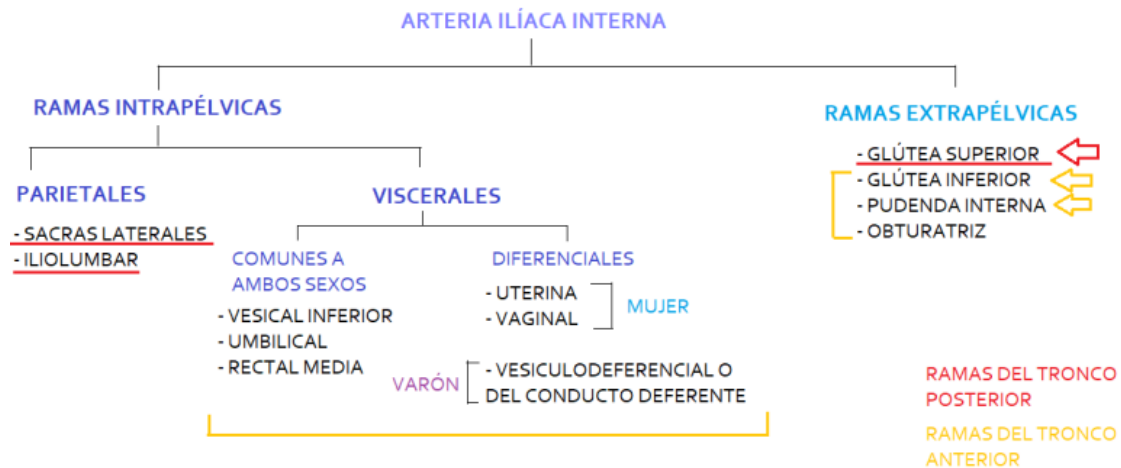 ARTERIA ILÍACA INTERNA
RAMAS INTRAPÉLVICAS
PARIETALES
- SACRAS LATERALES
- ILIOLUMBAR
VISCERALES
COMUNES A
AMBOS SEXOS
- VESICAL INFERIOR
- UMBILICAL
- RECTAL MEDIA
DIFERENCIALES
- UTERINA
- VAGINAL
MUJER
VARÓN
- VESICULODEFERENCIAL O
DEL CONDUCTO DEFERENTE
RAMAS EXTRAPÉLVICAS
- GLÚTEA SUPERIOR
- GLÚTEA INFERIOR
- PUDENDA INTERNA
- OBTURATRIZ
RAMAS DEL TRONCO
POSTERIOR
RAMAS DEL TRONCO
ANTERIOR